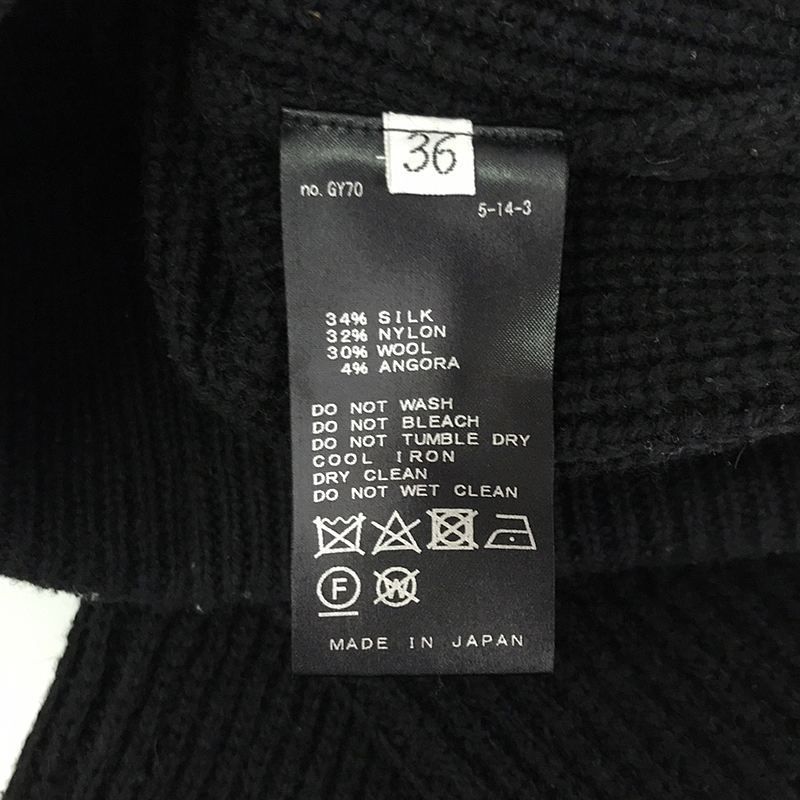 36
no. GY70
5-14-3
34% SILK
32% NYLON
30% WOOL
4% ANGORA
DO NOT WASH
DO NOT BLEACH
DO NOT TUMBLE DRY
COOL IRON
DRY CLEAN
DO NOT WET CLEAN
F W
MADE IN JAPAN